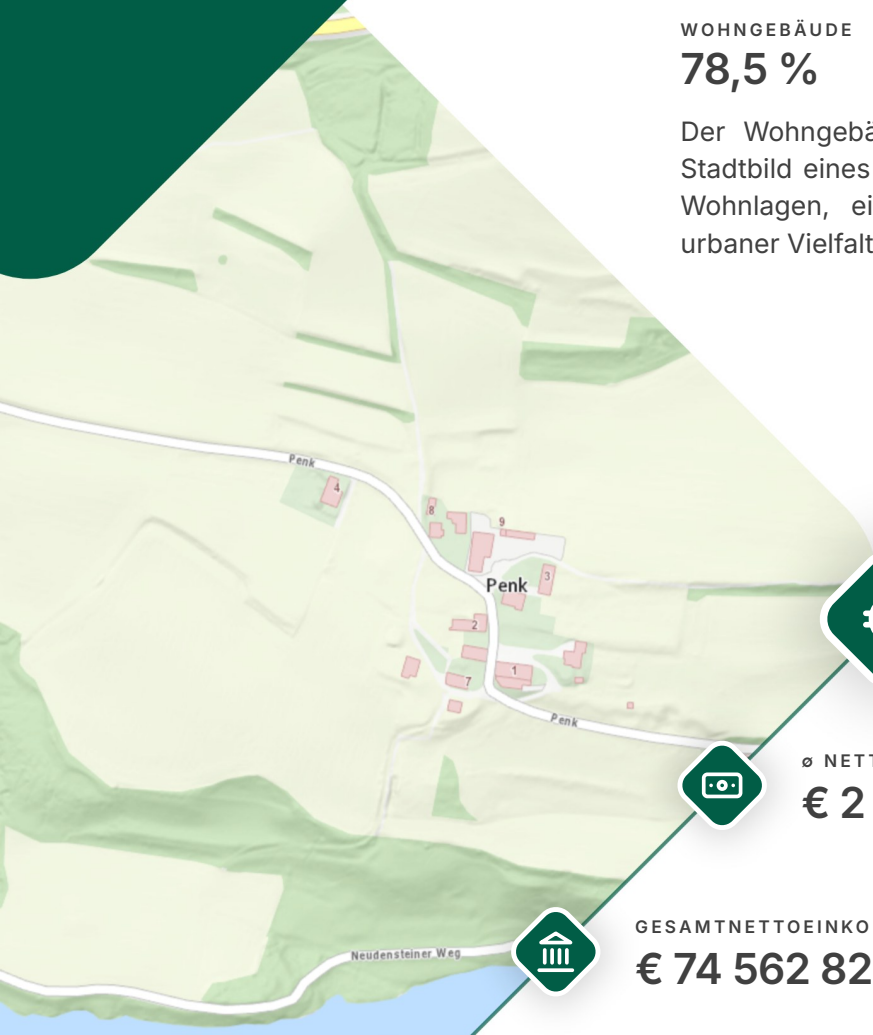 WOHNGEBÄUDE
78,5 %
Der Wohngebä
Stadtbild eines
Wohnlagen, ei
urbaner Vielfalt
Penk
4
8
9
Penk
3
2
1
7
Penk
ø NETT
€ 2
GESAMTNETTOEINKO
€ 74 562 82
Neudensteiner Weg